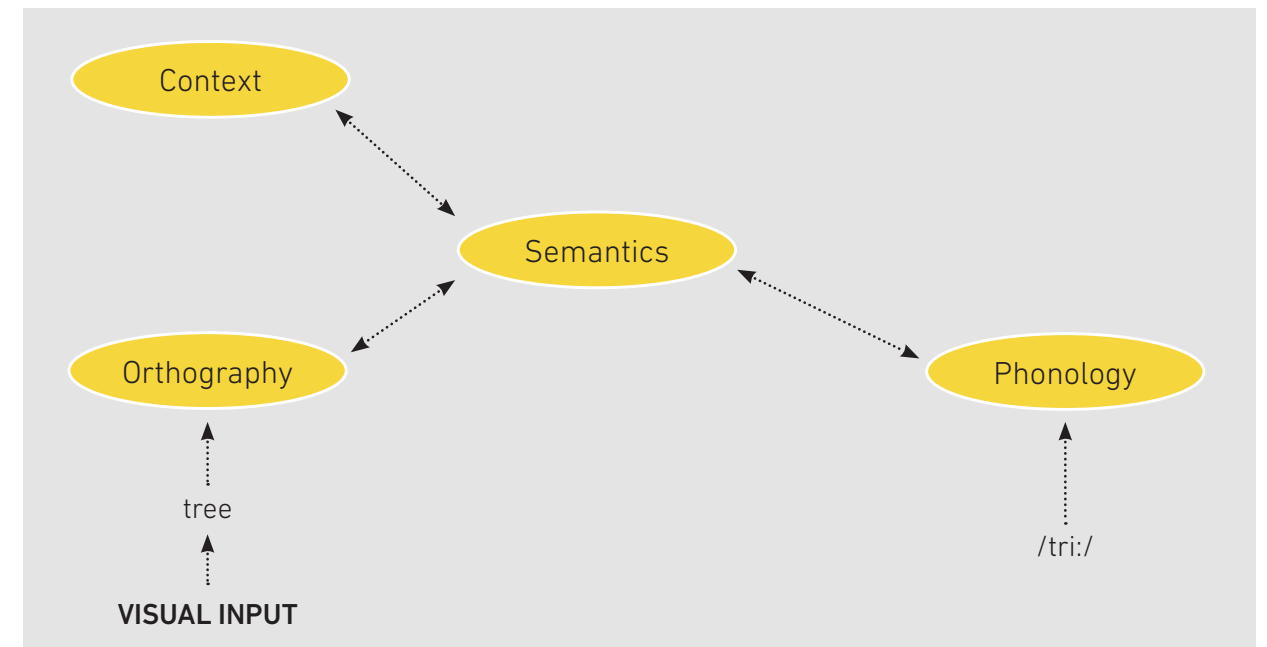 Context
Semantics
Orthography
Phonology
tree
/tri:/
VISUAL INPUT